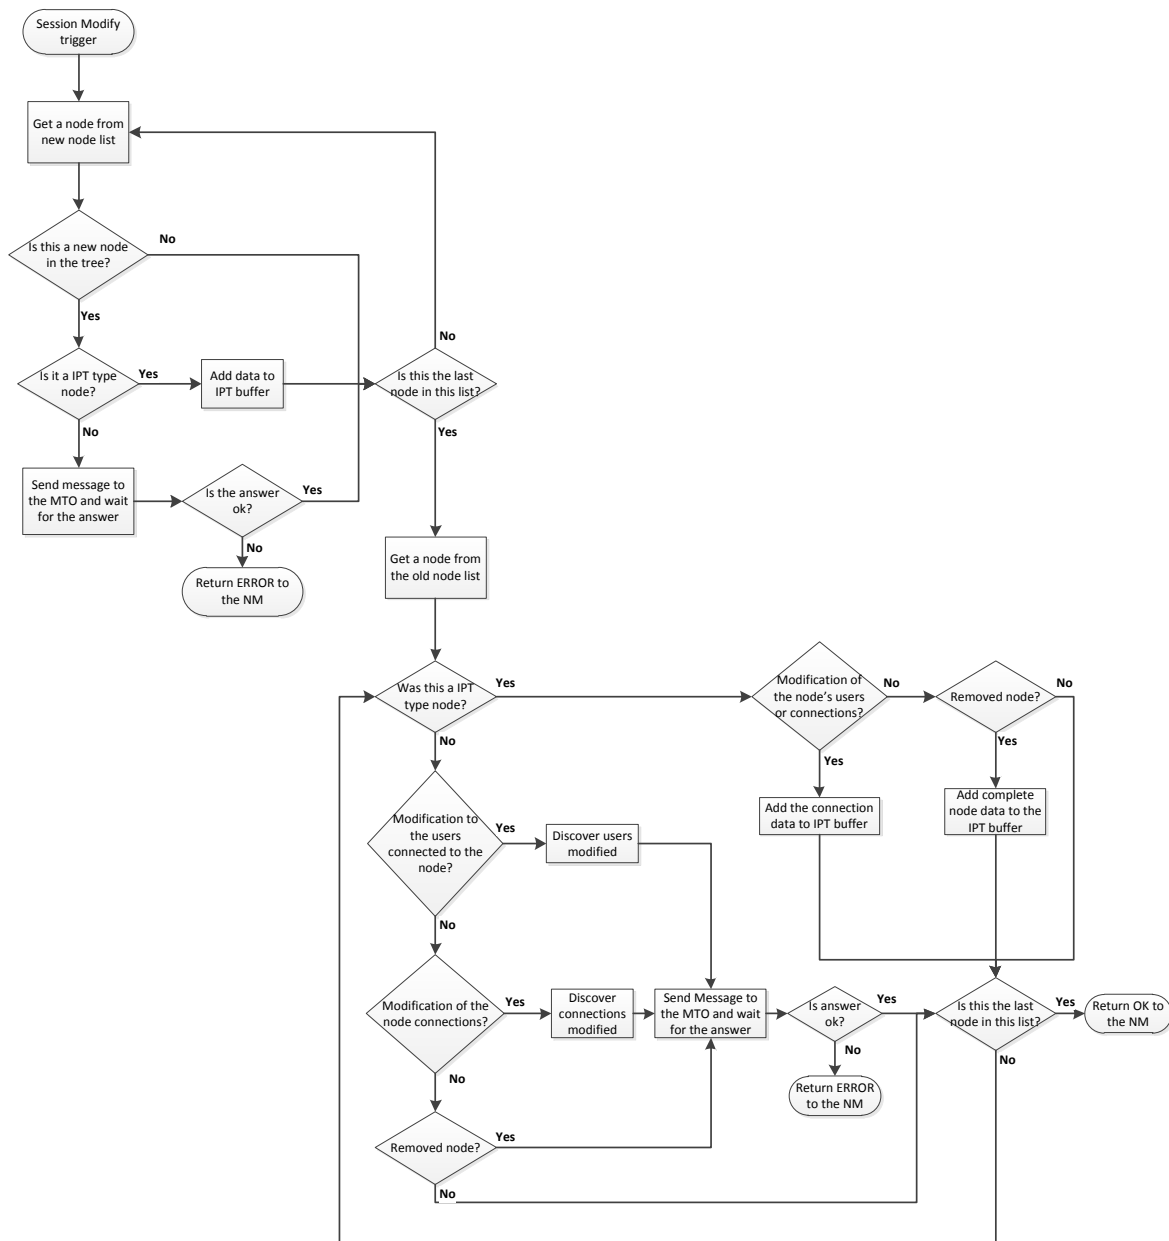 Session Modify
trigger
Get a node from
new node list
Is this a new node
in the tree?
No
Yes
Is it a IPT type
node?
Yes
Add data to
IPT buffer
No
Is this the last
node in this list?
No
Yes
Send message to
the MTO and wait
for the answer
Is the answer
ok?
Yes
No
Return ERROR to
the NM
Get a node from
the old node list
Was this a IPT
type node?
Yes
No
Modification of
the node's users
or connections?
No
Yes
Removed node?
No
Yes
Add the connection
data to IPT buffer
Add complete
node data to the
IPT buffer
Modification to
the users
connected to the
node?
Yes
No
Discover users
modified
Modification of the
node connections?
Yes
No
Discover
connections
modified
Send Message to
the MTO and wait
for the answer
Is answer
ok?
Yes
No
Return ERROR
to the NM
Is this the last
node in this list?
Yes
No
Return OK to
the NM
Removed node?
Yes
No